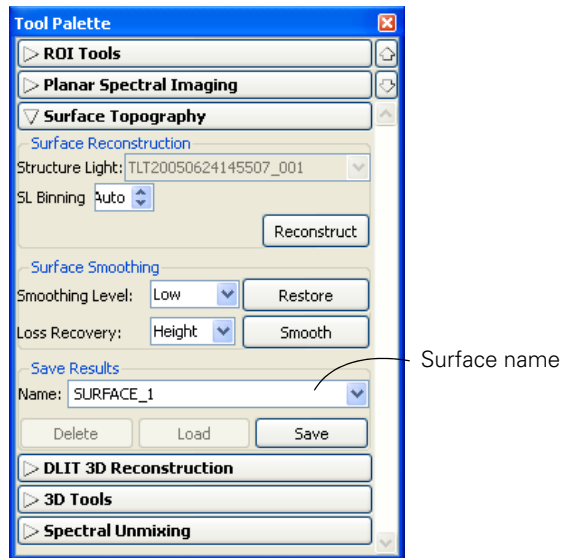 Tool Palette
ROI Tools
Planar Spectral Imaging
Surface Topography
Surface Reconstruction
Structure Light: TLT20050624145507_001
SL Binning Auto
Reconstruct
Surface Smoothing
Smoothing Level: Low Restore
Loss Recovery: Height Smooth
Save Results
Surface name
Name: SURFACE_1
Delete Load Save
DLIT 3D Reconstruction
3D Tools
Spectral Unmixing